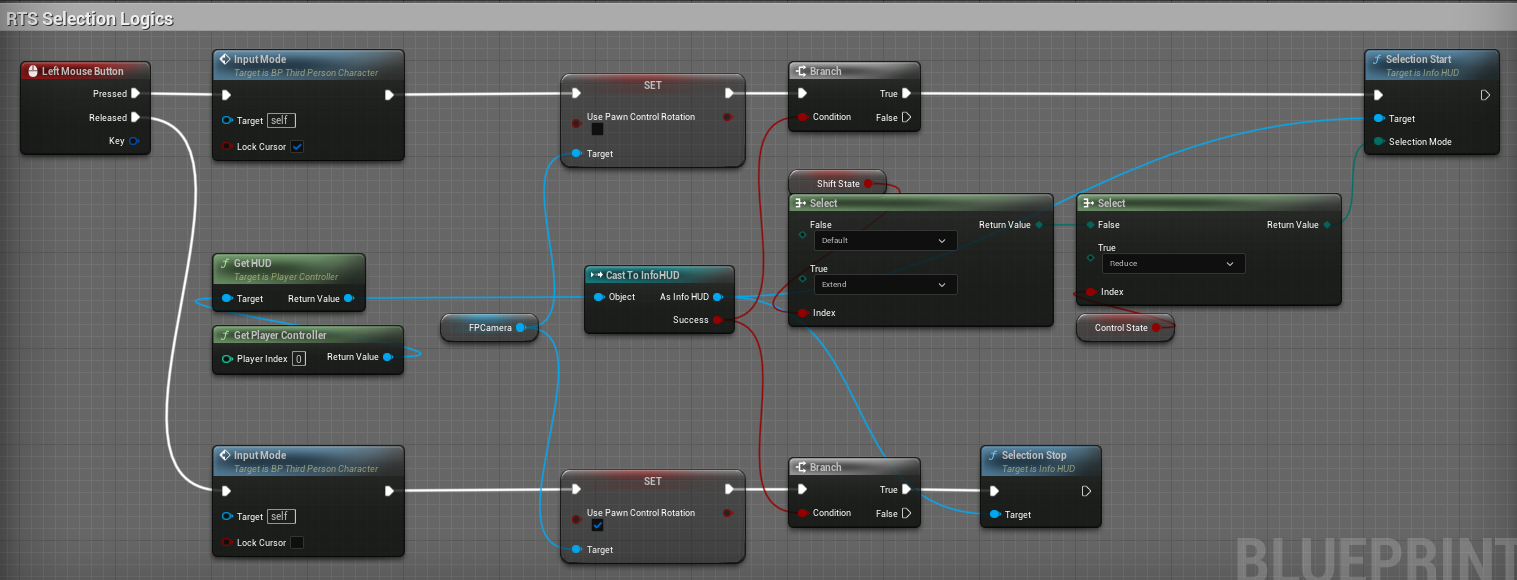 RTS Selection Logics
Left Mouse Button
Pressed
Released
Key
Input Mode
Target is BP Third Person Character
Target self
Lock Cursor
SET
Use Pawn Control Rotation
Target
Branch
True
Condition
False
Selection Start
Target is Info HUD
Target
Selection Mode
Shift State
Select
False
Return Value
Default
True
Extend
Index
Select
False
Return Value
True
Reduce
Index
Control State
Get HUD
Target is Player Controller
Target
Return Value
Get Player Controller
Player Index 0
Return Value
FPCamera
Cast To InfoHUD
Object
As Info HUD
Success
Input Mode
Target is BP Third Person Character
Target self
Lock Cursor
SET
Use Pawn Control Rotation
Target
Branch
True
Condition
False
Selection Stop
Target is Info HUD
Target
BLUEPRINT